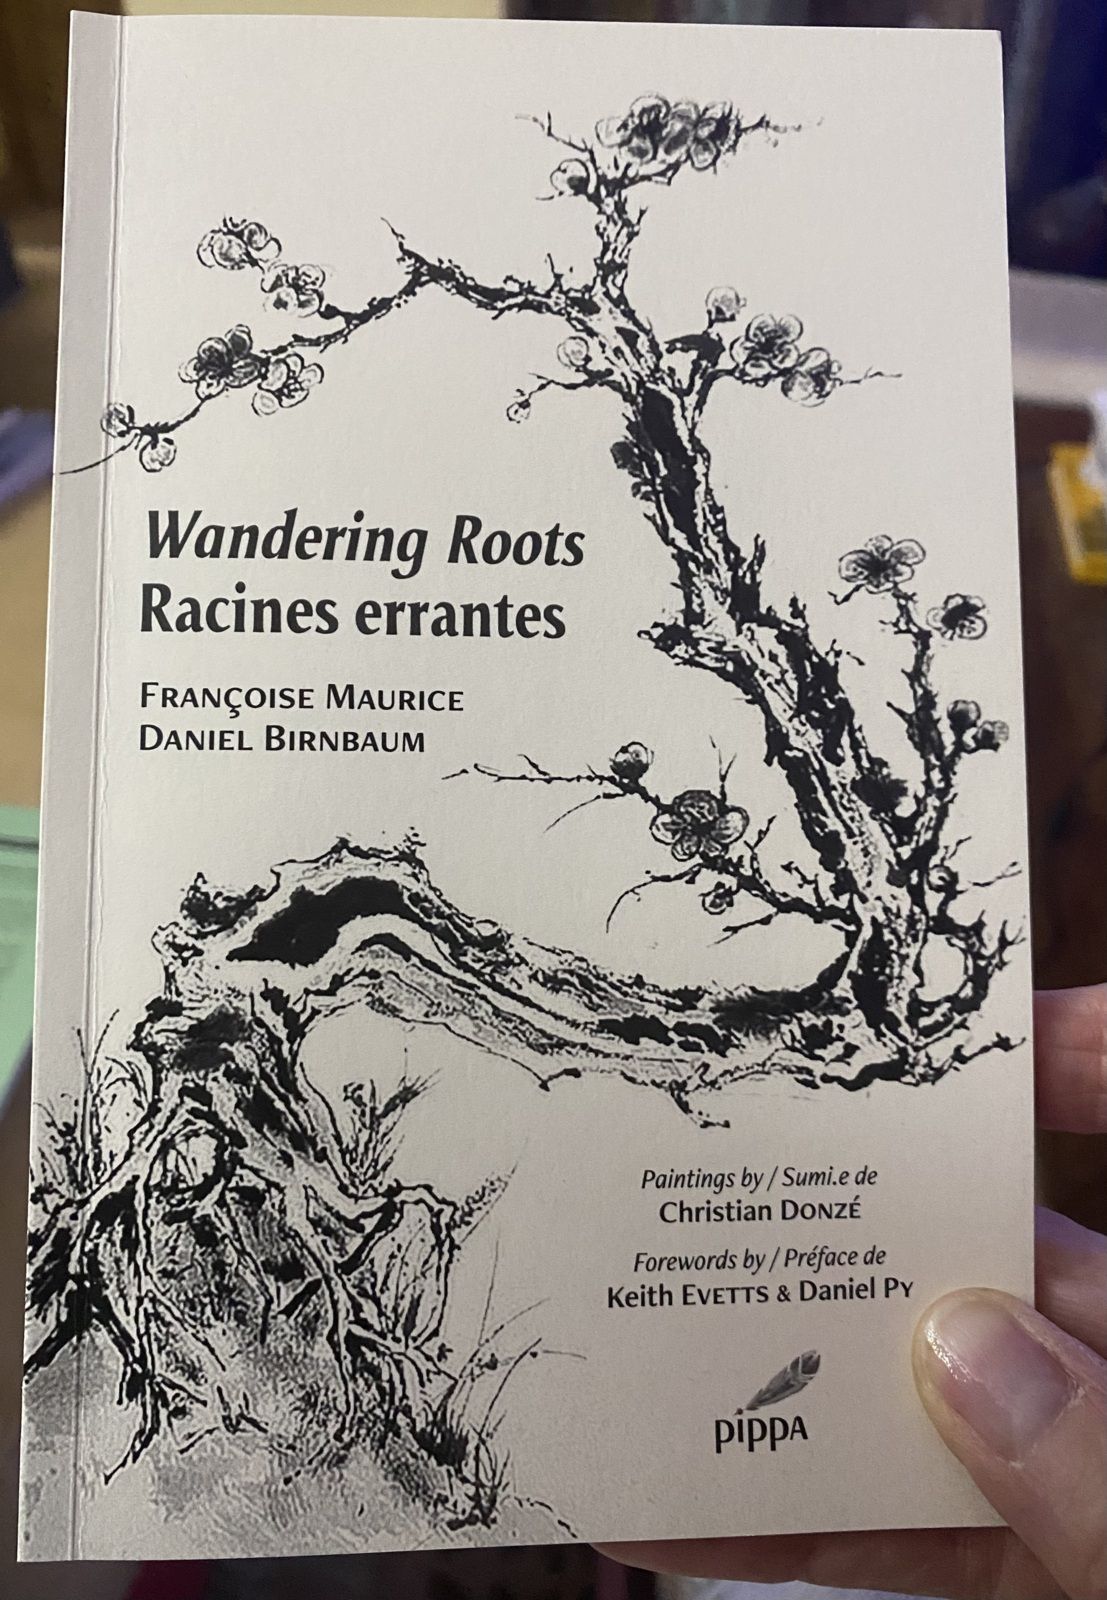 Wandering Roots
Racines errantes
FRANÇOISE MAURICE
DANIEL BIRNBAUM
Paintings by / Sumi.e de
Christian DONZÉ
Forewords by / Préface de
Keith EVETTS & Daniel PY
pippA